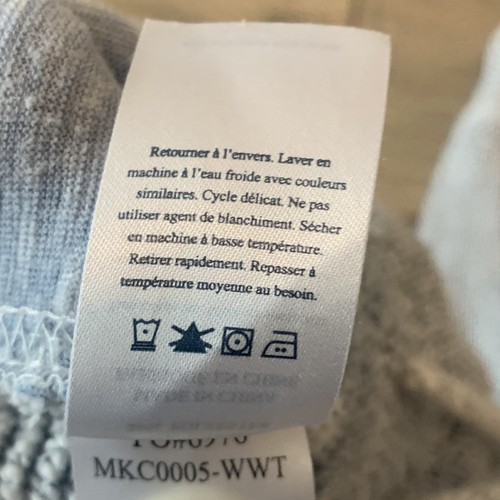 Retourner à l'envers. Laver en
machine à l'eau froide avec couleurs
similaires. Cycle délicat. Ne pas
utiliser agent de blanchiment. Sécher
en machine à basse température.
Retirer rapidement. Repasser à
température moyenne au besoin.
MKC0005-WWT